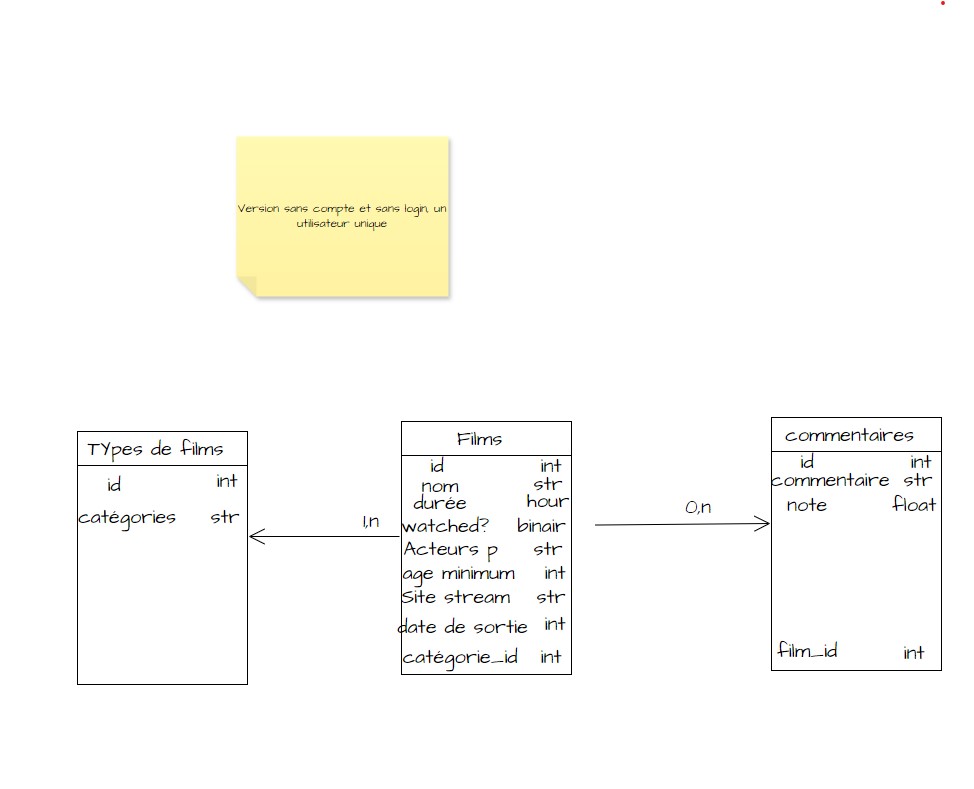 Version sans compte et sans login, un
utilisateur unique
TYpes de films
id int
catégories str
1,n
Films
id int
nom str
durée hour
watched? binair
Acteurs p str
age minimum int
Site stream str
date de sortie int
catégorie_id int
0,n
commentaires
id int
commentaire str
note float
film_id int